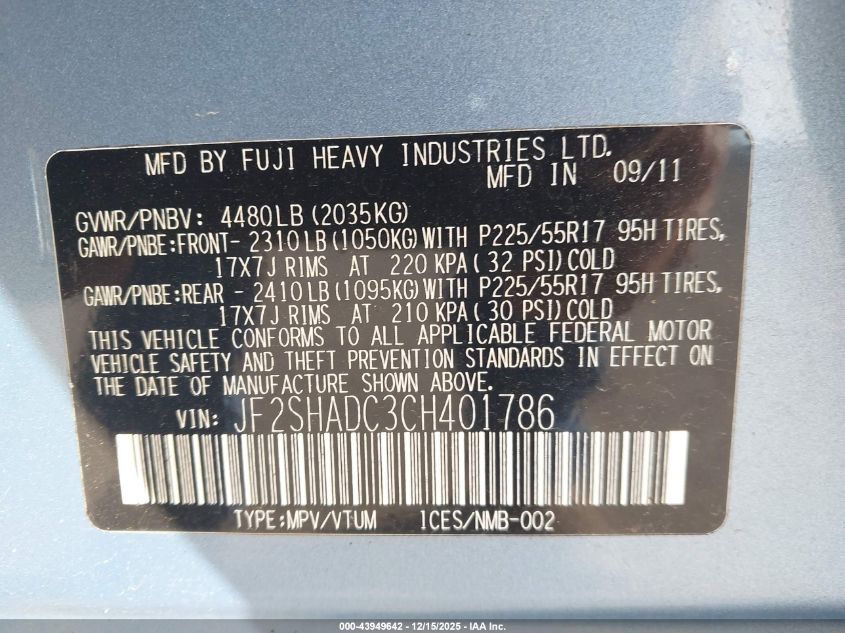 MFD BY FUJI HEAVY INDUSTRIES LTD.
MFD IN 09/11
GVWR/PNBV: 4480LB (2035KG)
GAWR/PNBE:FRONT- 2310LB (1050KG) WITH P225/55R17 95H TIRES,
17X7J RIMS AT 220 KPA ( 32 PSI) COLD
GAWR/PNBE:REAR - 2410LB (1095KG) WITH P225/55R17 95H TIRES,
17X7J RIMS AT 210 KPA ( 30 PSI) COLD
THIS VEHICLE CONFORMS TO ALL APPLICABLE FEDERAL MOTOR
VEHICLE SAFETY AND THEFT PREVENTION STANDARDS IN EFFECT ON
THE DATE OF MANUFACTURE SHOWN ABOVE.
VIN: JF2SHADC3CH401786
TYPE:MPV/VTUM 1CES/NMB-002
000-43949642 - 12/15/2025 - IAA Inc.